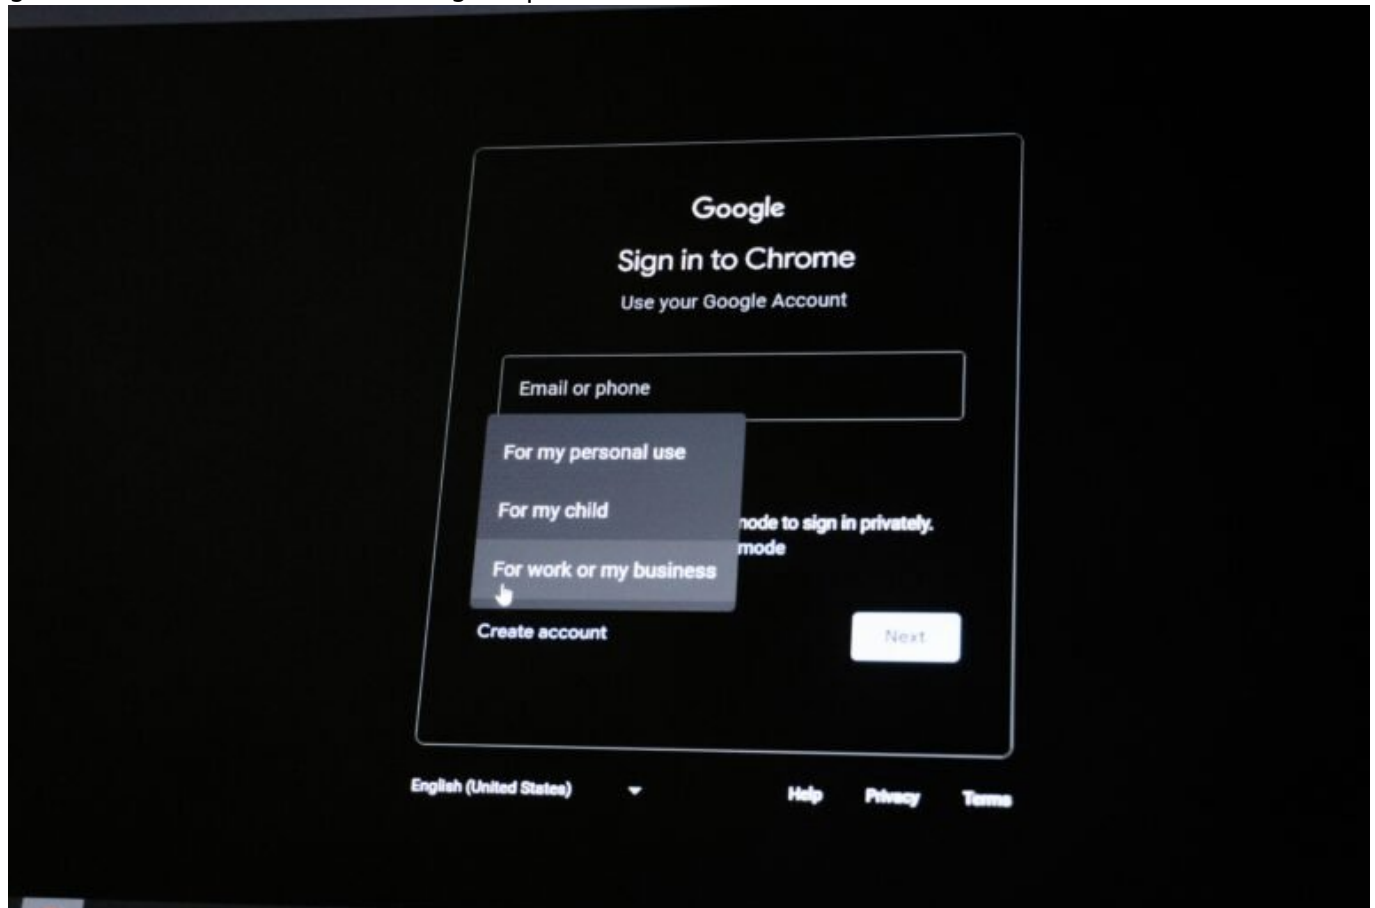 Google
Sign in to Chrome
Use your Google Account
Email or phone
For my personal use
For my child
to sign in privately.
mode
For work or my business
Create account
Next
English (United States)
Help
Privacy
Terms